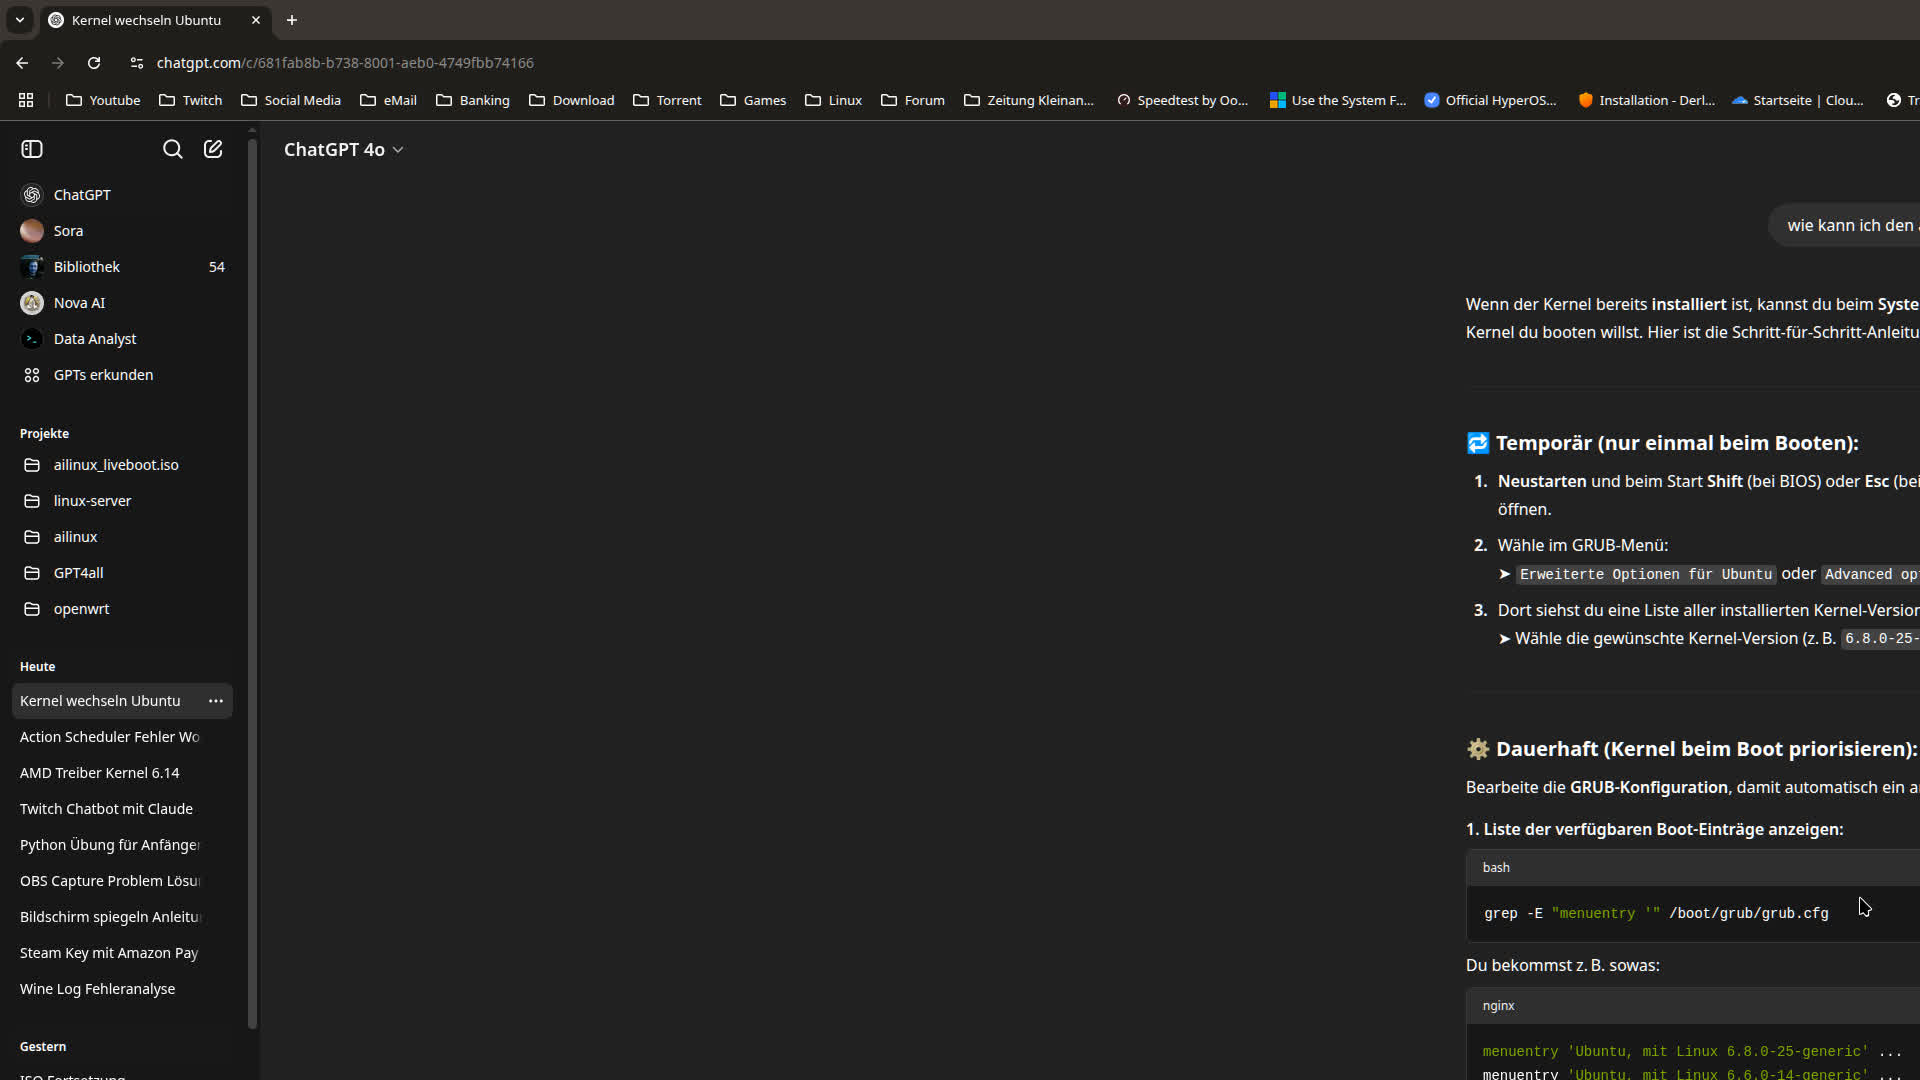 Kernel wechseln Ubuntu
chatgpt.com/c/681fab8b-b738-8001-aeb0-4749fbb74166
Youtube Twitch Social Media eMail Banking Download Torrent Games Linux Forum Zeitung Kleinan... Speedtest by Oo... Use the System F... Official HyperOS... Installation - Derl... Startseite | Clou... Tr
ChatGPT 4o
ChatGPT
Sora
Bibliothek 54
Nova AI
Data Analyst
GPTs erkunden
Projekte
ailinux_liveboot.iso
linux-server
ailinux
GPT4all
openwrt
Heute
Kernel wechseln Ubuntu
Action Scheduler Fehler Wo
AMD Treiber Kernel 6.14
Twitch Chatbot mit Claude
Python Übung für Anfänger
OBS Capture Problem Lösu
Bildschirm spiegeln Anleitu
Steam Key mit Amazon Pay
Wine Log Fehleranalyse
Gestern
ISO Fortsetzung
wie kann ich den
Wenn der Kernel bereits installiert ist, kannst du beim Syste
Kernel du booten willst. Hier ist die Schritt-für-Schritt-Anleitu
🔁 Temporär (nur einmal beim Booten):
1. Neustarten und beim Start Shift (bei BIOS) oder Esc (bei
öffnen.
2. Wähle im GRUB-Menü:
➤ Erweiterte Optionen für Ubuntu oder Advanced op
3. Dort siehst du eine Liste aller installierten Kernel-Version
➤ Wähle die gewünschte Kernel-Version (z. B. 6.8.0-25-
⚙️ Dauerhaft (Kernel beim Boot priorisieren):
Bearbeite die GRUB-Konfiguration, damit automatisch ein a
1. Liste der verfügbaren Boot-Einträge anzeigen:
bash
grep -E "menuentry '" /boot/grub/grub.cfg
Du bekommst z. B. sowas:
nginx
menuentry 'Ubuntu, mit Linux 6.8.0-25-generic' ...
menuentry 'Ubuntu, mit Linux 6.6.0-14-generic' ...